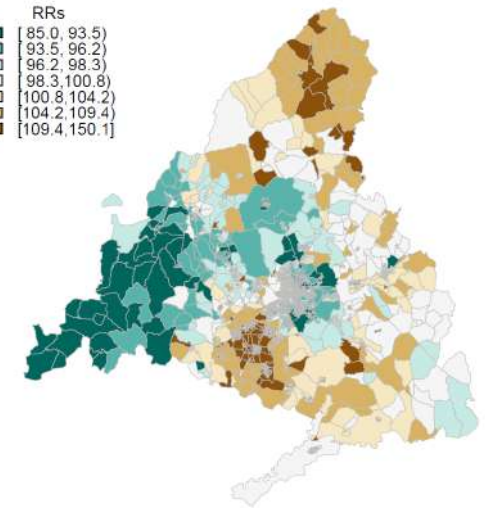 RRs
[ 85.0, 93.5)
[ 93.5, 96.2)
[ 96.2, 98.3)
[ 98.3,100.8)
[100.8,104.2)
[104.2,109.4)
[109.4,150.1]